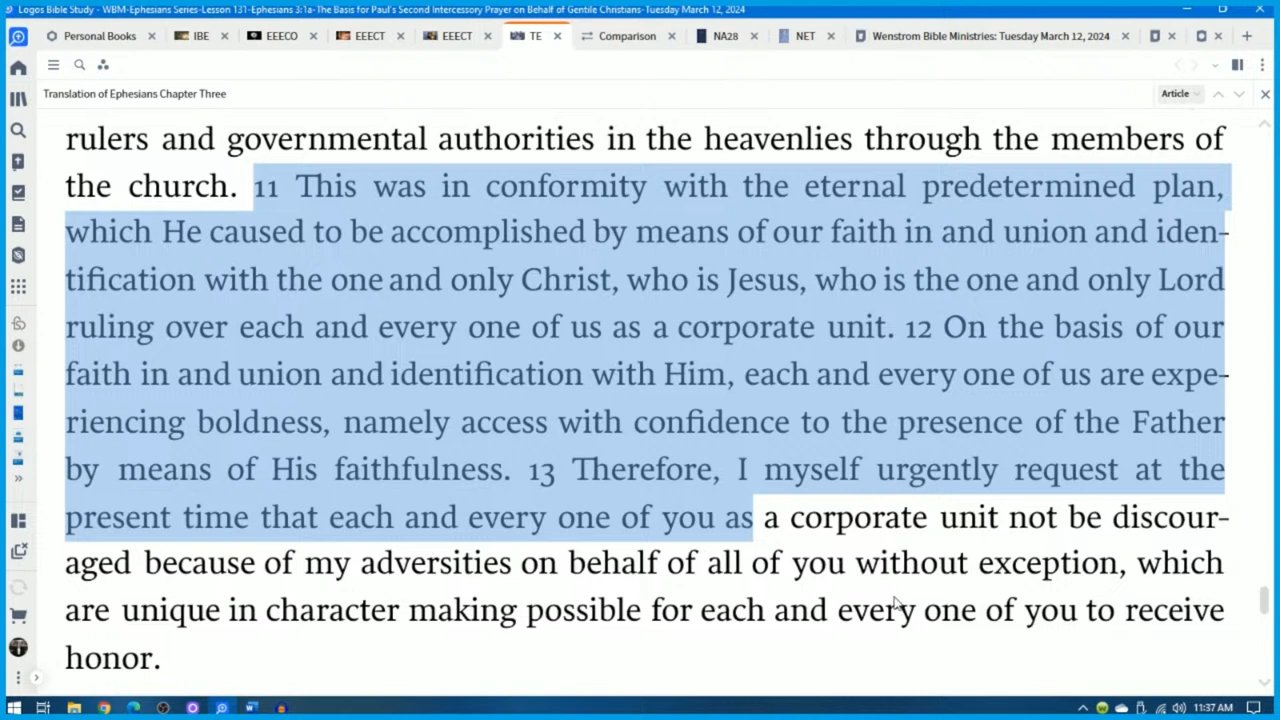 Logos Bible Study - WBM-Ephesians Series-Lesson 131-Ephesians 3:1a-The Basis for Paul's Second Intercessory Prayer on Behalf of Gentile Christians-Tuesday March 12, 2024
Personal Books IBE EEECO EEECT EEECT TE Comparison NA28 NET Wenstrom Bible Ministries: Tuesday March 12, 2024
Translation of Ephesians Chapter Three Article
rulers and governmental authorities in the heavenlies through the members of
the church. 11 This was in conformity with the eternal predetermined plan,
which He caused to be accomplished by means of our faith in and union and iden-
tification with the one and only Christ, who is Jesus, who is the one and only Lord
ruling over each and every one of us as a corporate unit. 12 On the basis of our
faith in and union and identification with Him, each and every one of us are expe-
riencing boldness, namely access with confidence to the presence of the Father
by means of His faithfulness. 13 Therefore, I myself urgently request at the
present time that each and every one of you as a corporate unit not be discour-
aged because of my adversities on behalf of all of you without exception, which
are unique in character making possible for each and every one of you to receive
honor.
11:37 AM